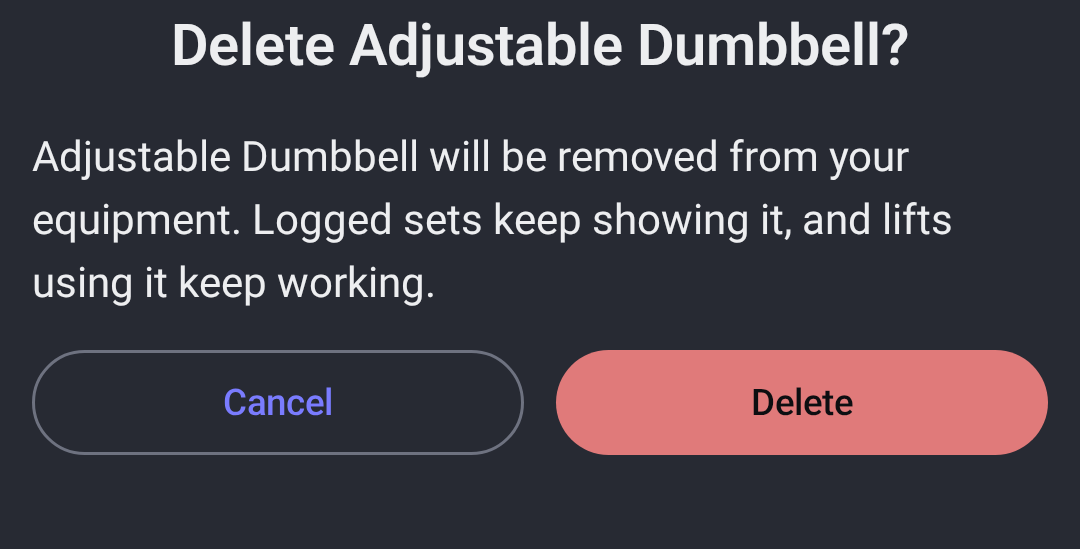 Delete Adjustable Dumbbell?
Adjustable Dumbbell will be removed from your
equipment. Logged sets keep showing it, and lifts
using it keep working.
Cancel
Delete